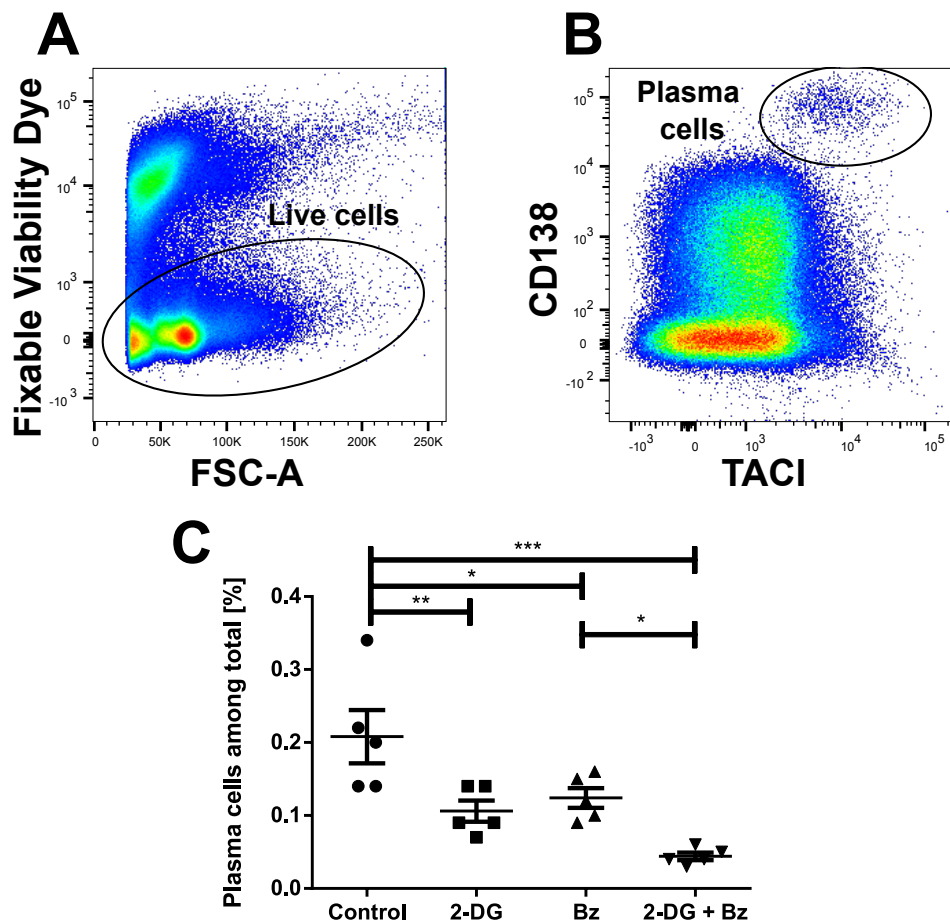 A
Fixable Viability Dye
10⁵
10⁴
10³
0
-10³
Live cells
0 50K 100K 150K 200K 250K
FSC-A
B
CD138
10⁵
10⁴
10³
10²
0
-10²
Plasma
cells
-10³ 0 10³ 10⁴ 10⁵
TACI
C
Plasma cells among total [%]
***
*
**
*
0.4
0.3
0.2
0.1
0.0
Control 2-DG Bz 2-DG + Bz